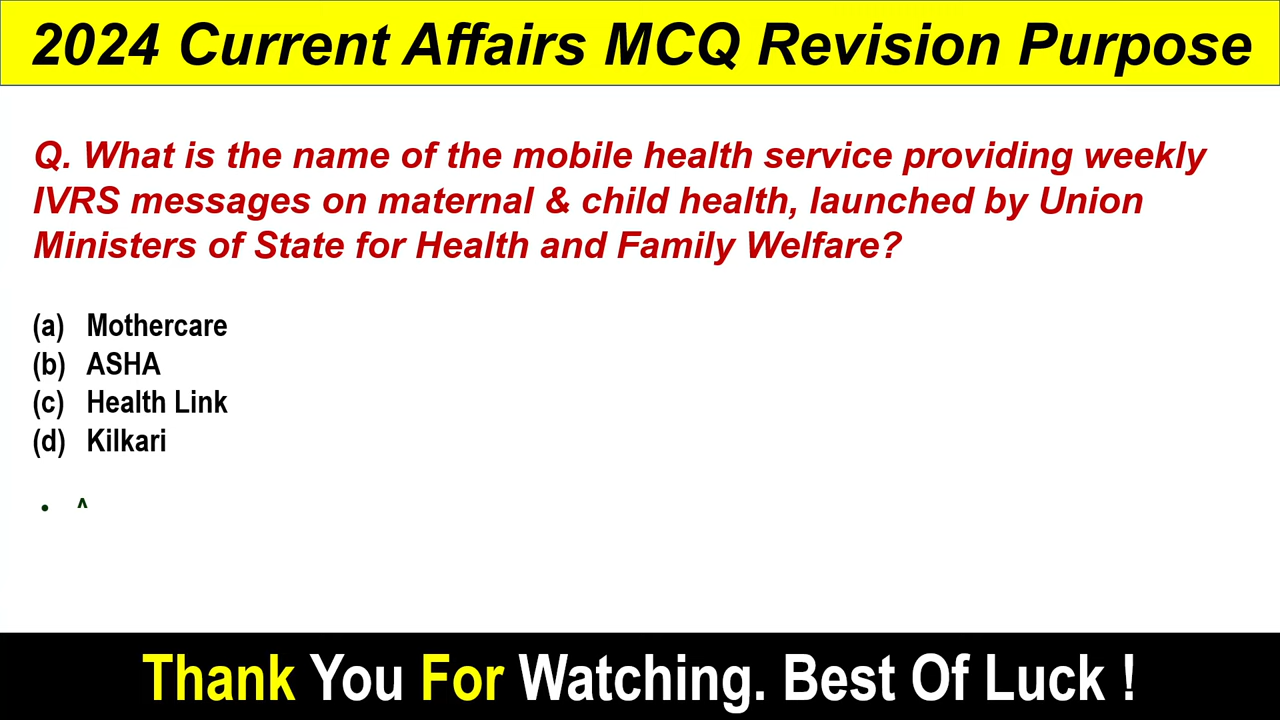 2024 Current Affairs MCQ Revision Purpose
Q. What is the name of the mobile health service providing weekly
IVRS messages on maternal & child health, launched by Union
Ministers of State for Health and Family Welfare?
(a) Mothercare
(b) ASHA
(c) Health Link
(d) Kilkari
• ^
Thank You For Watching. Best Of Luck !